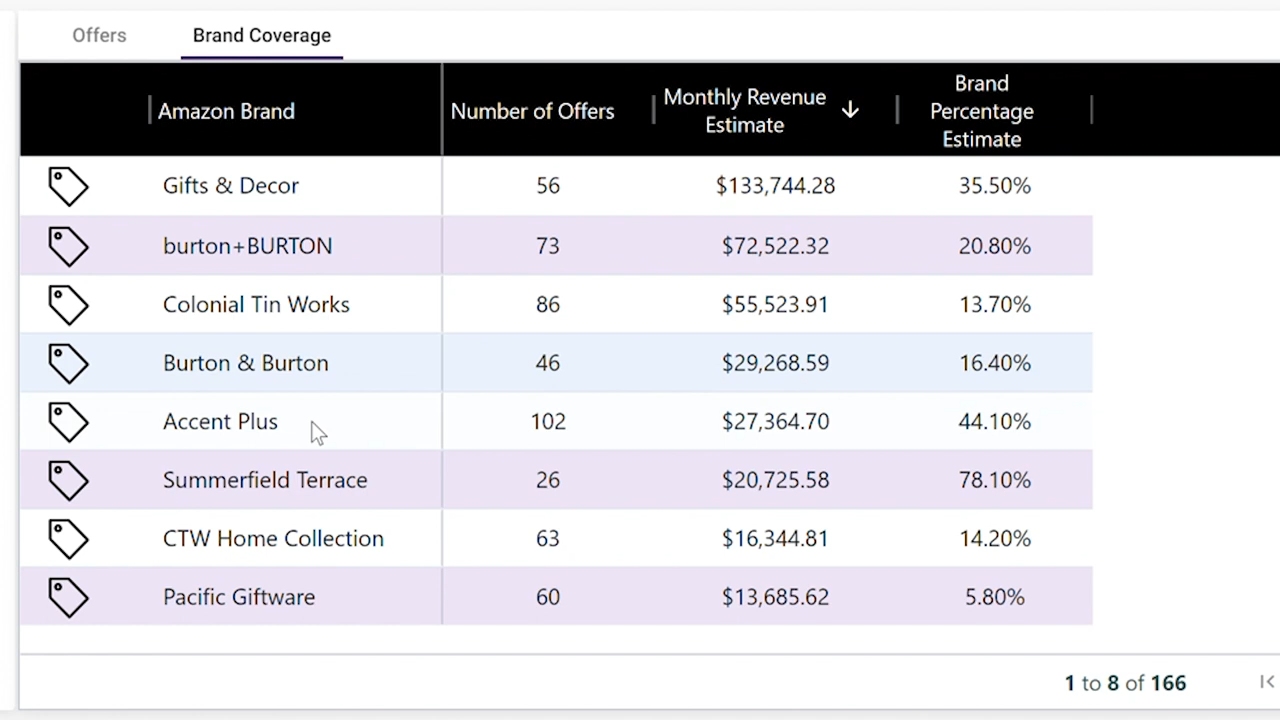 Offers Brand Coverage
Amazon Brand Number of Offers Monthly Revenue Estimate Brand Percentage Estimate
Gifts & Decor 56 $133,744.28 35.50%
burton+BURTON 73 $72,522.32 20.80%
Colonial Tin Works 86 $55,523.91 13.70%
Burton & Burton 46 $29,268.59 16.40%
Accent Plus 102 $27,364.70 44.10%
Summerfield Terrace 26 $20,725.58 78.10%
CTW Home Collection 63 $16,344.81 14.20%
Pacific Giftware 60 $13,685.62 5.80%
1 to 8 of 166